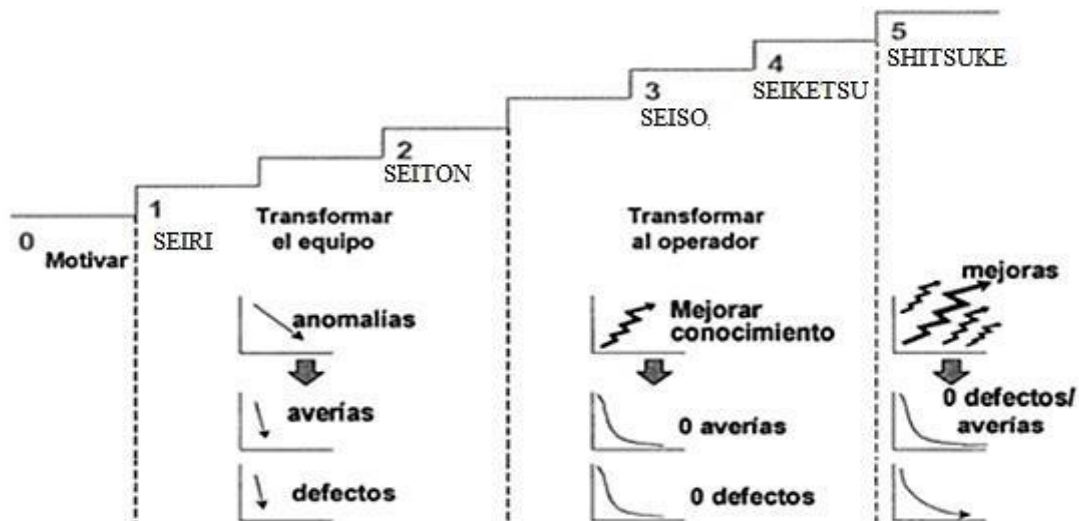 5
SHITSUKE
4
SEIKETSU
3
SEISO
2
SEITON
1
SEIRI
0
Motivar
Transformar
el equipo
anomalías
averías
defectos
Transformar
al operador
Mejorar
conocimiento
0 averías
0 defectos
mejoras
0 defectos/
averías